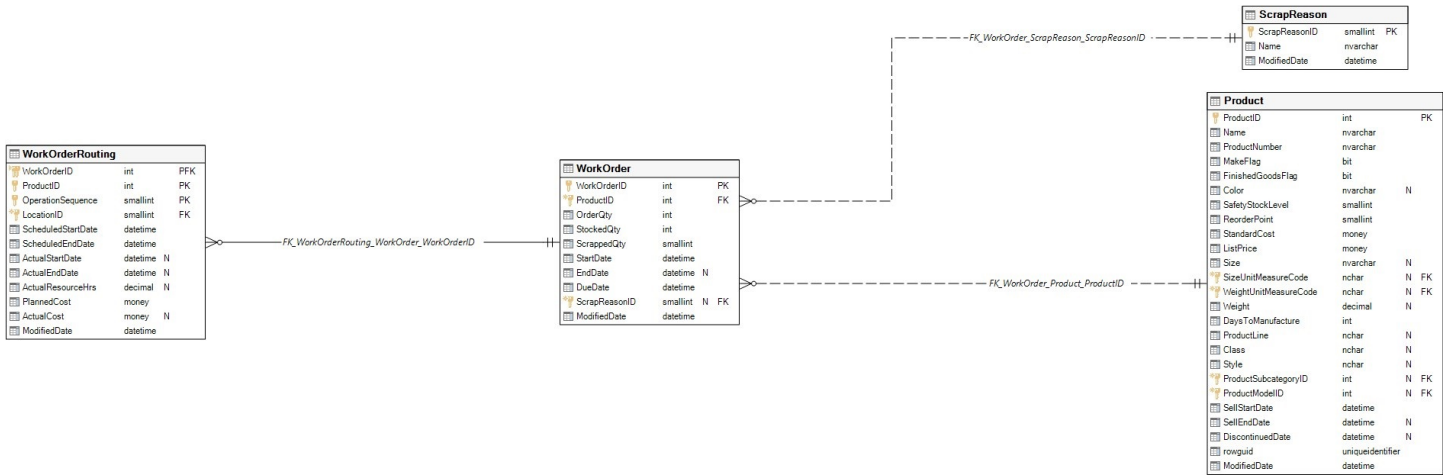 ScrapReason
ScrapReasonID smallint PK
Name nvarchar
ModifiedDate datetime
FK_WorkOrder_ScrapReason_ScrapReasonID
Product
ProductID int PK
Name nvarchar
ProductNumber nvarchar
MakeFlag bit
FinishedGoodsFlag bit
Color nvarchar N
SafetyStockLevel smallint
ReorderPoint smallint
StandardCost money
ListPrice money
Size nvarchar N
SizeUnitMeasureCode nchar N FK
WeightUnitMeasureCode nchar N FK
Weight decimal N
DaysToManufacture int
ProductLine nchar N
Class nchar N
Style nchar N
ProductSubcategoryID int N FK
ProductModelID int N FK
SellStartDate datetime
SellEndDate datetime N
DiscontinuedDate datetime N
rowguid uniqueidentifier
ModifiedDate datetime
WorkOrderRouting
WorkOrderID int PFK
ProductID int PK
OperationSequence smallint PK
LocationID smallint FK
ScheduledStartDate datetime
ScheduledEndDate datetime
ActualStartDate datetime N
ActualEndDate datetime N
ActualResourceHrs decimal N
PlannedCost money
ActualCost money N
ModifiedDate datetime
FK_WorkOrderRouting_WorkOrder_WorkOrderID
WorkOrder
WorkOrderID int PK
ProductID int FK
OrderQty int
StockedQty int
ScrappedQty smallint
StartDate datetime
EndDate datetime N
DueDate datetime
ScrapReasonID smallint N FK
ModifiedDate datetime
FK_WorkOrder_Product_ProductID